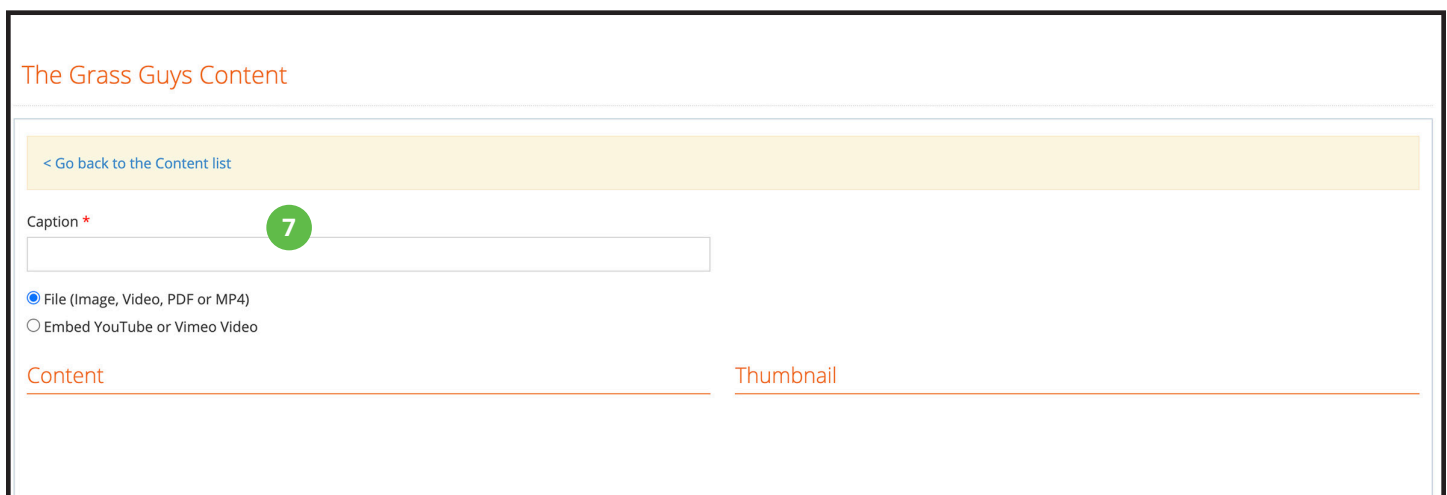 The Grass Guys Content
< Go back to the Content list
Caption *
7
File (Image, Video, PDF or MP4)
Embed YouTube or Vimeo Video
Content
Thumbnail